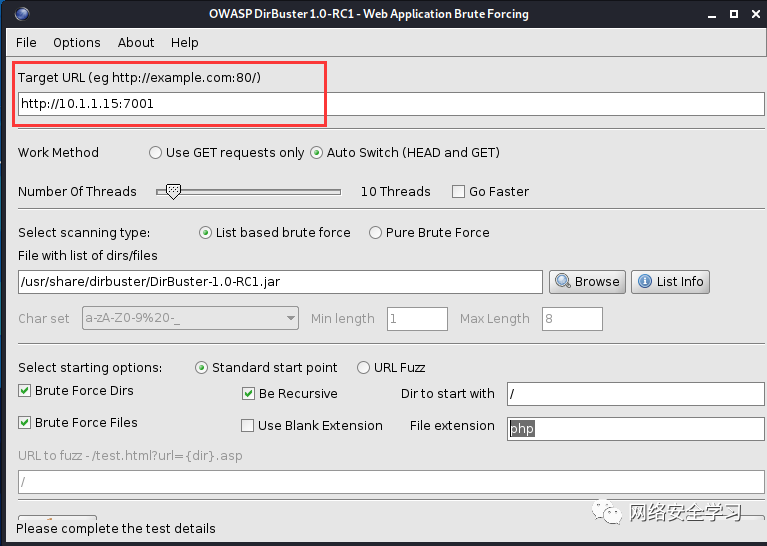 OWASP DirBuster 1.0-RC1 - Web Application Brute Forcing
File Options About Help
Target URL (eg http://example.com:80/)
http://10.1.1.15:7001
Work Method Use GET requests only Auto Switch (HEAD and GET)
Number Of Threads 10 Threads Go Faster
Select scanning type: List based brute force Pure Brute Force
File with list of dirs/files
/usr/share/dirbuster/DirBuster-1.0-RC1.jar Browse List Info
Char set a-zA-Z0-9%20-_ Min length 1 Max Length 8
Select starting options: Standard start point URL Fuzz
Brute Force Dirs Be Recursive Dir to start with /
Brute Force Files Use Blank Extension File extension php
URL to fuzz - /test.html?url={dir}.asp
/
网络安全学习
Please complete the test details